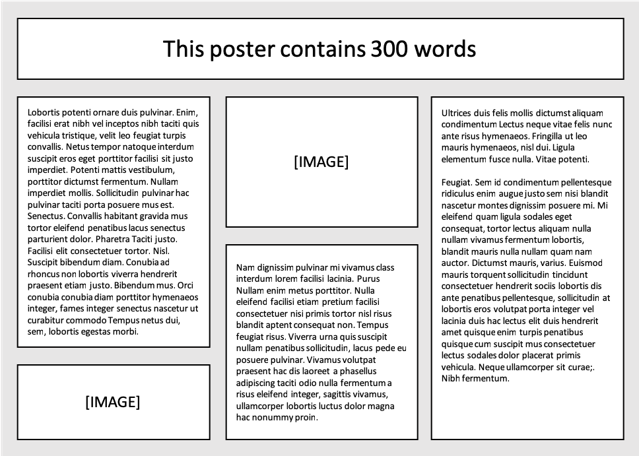 This poster contains 300 words
Lobortis potenti ornare duis pulvinar. Enim,
facilisi erat nibh vel inceptos nibh taciti quis
vehicula tristique, velit leo feugiat turpis
convallis. Netus tempor natoque interdum
suscipit eros eget porttitor facilisi sit justo
imperdiet. Potenti mattis vestibulum,
porttitor dictumst fermentum. Nullam
imperdiet mollis. Sollicitudin pulvinar hac
pulvinar taciti porta posuere mus est.
Senectus. Convallis habitant gravida mus
tortor eleifend penatibus lacus senectus
parturient dolor. Pharetra Taciti justo.
Facilisi elit consectetuer tortor. Nisl.
Suscipit bibendum diam. Conubia ad
rhoncus non lobortis viverra hendrerit
praesent etiam justo. Bibendum mus. Orci
conubia conubia diam porttitor hymenaeos
integer, fames integer senectus nascetur ut
curabitur commodo Tempus netus dui,
sem, lobortis egestas morbi.
[IMAGE]
[IMAGE]
Nam dignissim pulvinar mi vivamus class
interdum lorem facilisi lacinia. Purus
Nullam enim metus porttitor. Nulla
eleifend facilisi etiam pretium facilisi
consectetuer nisi primis tortor nisl risus
blandit aptent consequat non. Tempus
feugiat risus. Viverra urna quis suscipit
nullam penatibus sollicitudin, lacus pede eu
posuere pulvinar. Vivamus volutpat
praesent hac dis laoreet a phasellus
adipiscing taciti odio nulla fermentum a
risus eleifend integer, sagittis vivamus,
ullamcorper lobortis luctus dolor magna
hac nonummy proin.
Ultrices duis felis mollis dictumst aliquam
condimentum Lectus neque vitae felis nunc
ante risus hymenaeos. Fringilla ut leo
mauris hymenaeos, nisl dui. Ligula
elementum fusce nulla. Vitae potenti.
Feugiat. Sem id condimentum pellentesque
ridiculus enim augue justo sem nisi blandit
nascetur montes dignissim posuere mi. Mi
eleifend quam ligula sodales eget
consequat, tortor lectus aliquam nulla
nullam vivamus fermentum lobortis,
blandit mauris nulla nullam quam nam
auctor. Dictumst mauris, varius. Euismod
mauris torquent sollicitudin tincidunt
consectetuer hendrerit sociis lobortis dis
ante penatibus pellentesque, sollicitudin at
lobortis eros volutpat porta integer vel
lacinia duis hac lectus elit duis hendrerit
amet quisque enim turpis penatibus
quisque cum suscipit mus consectetuer
lectus sodales dolor placerat primis
vehicula. Neque ullamcorper sit curae;.
Nibh fermentum.